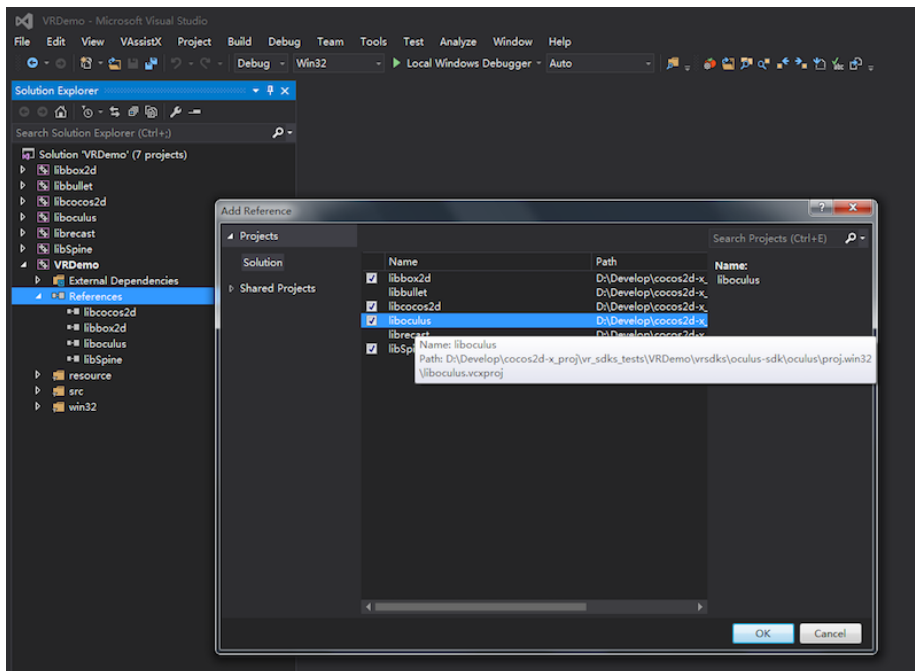 VRDemo - Microsoft Visual Studio
File Edit View VAssistX Project Build Debug Team Tools Test Analyze Window Help
Debug Win32 Local Windows Debugger Auto
Solution Explorer
Search Solution Explorer (Ctrl+;)
Solution 'VRDemo' (7 projects)
libbox2d
libbullet
libcocos2d
liboculus
librecast
libSpine
VRDemo
External Dependencies
References
libcocos2d
libbox2d
liboculus
libSpine
resource
src
win32
Add Reference
Projects
Solution
Shared Projects
Search Projects (Ctrl+E)
Name Path
libbox2d D:\Develop\cocos2d-x_
libbullet D:\Develop\cocos2d-x_
libcocos2d D:\Develop\cocos2d-x_
liboculus D:\Develop\cocos2d-x_
librecast D:\Develop\cocos2d-x_
libSpi
Name: liboculus
Path: D:\Develop\cocos2d-x_proj\vr_sdks_tests\VRDemo\vrsdks\oculus-sdk\oculus\proj.win32
\liboculus.vcxproj
Name:
liboculus
OK Cancel